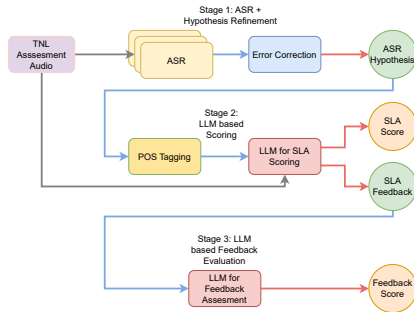 Stage 1: ASR +
Hypothesis Refinement
TNL
Asssesment
Audio
ASR
Error Correction
ASR
Hypothesis
Stage 2:
LLM based
Scoring
SLA
Score
POS Tagging
LLM for SLA
Scoring
SLA
Feedback
Stage 3: LLM
based Feedback
Evaluation
LLM for
Feedback
Assesment
Feedback
Score